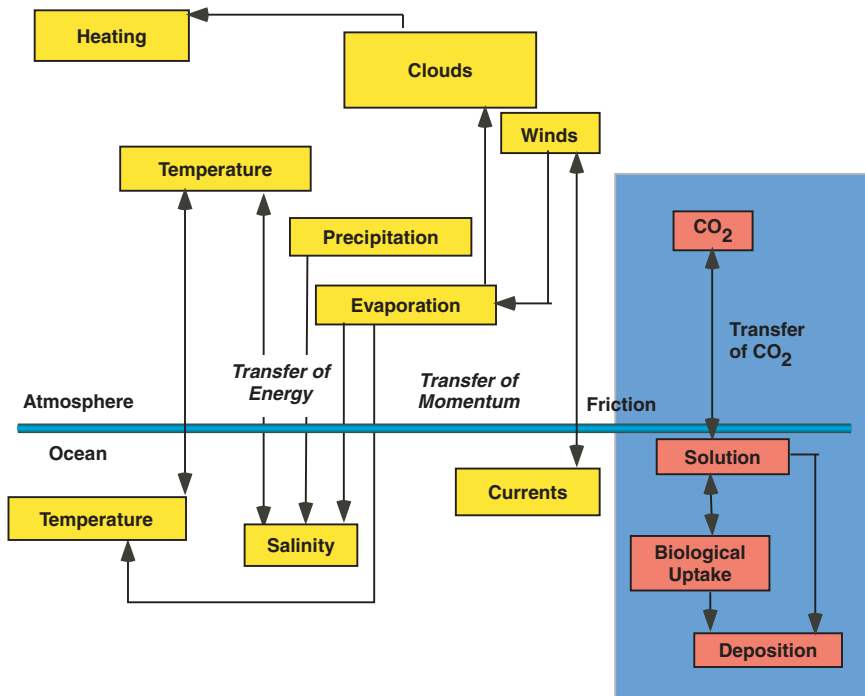 Heating
Clouds
Winds
Temperature
CO2
Precipitation
Evaporation
Transfer
of CO2
Transfer of
Energy
Transfer of
Momentum
Atmosphere
Friction
Ocean
Solution
Currents
Temperature
Salinity
Biological
Uptake
Deposition